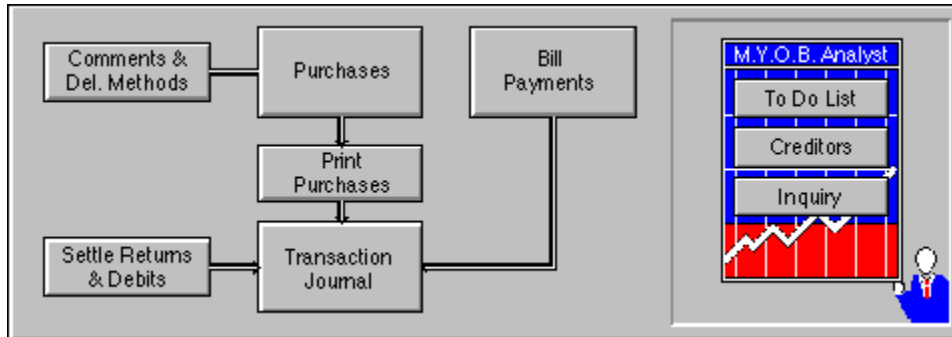 Comments &
Del. Methods
Purchases
Bill
Payments
Print
Purchases
Settle Returns
& Debits
Transaction
Journal
M.Y.O.B. Analyst
To Do List
Creditors
Inquiry